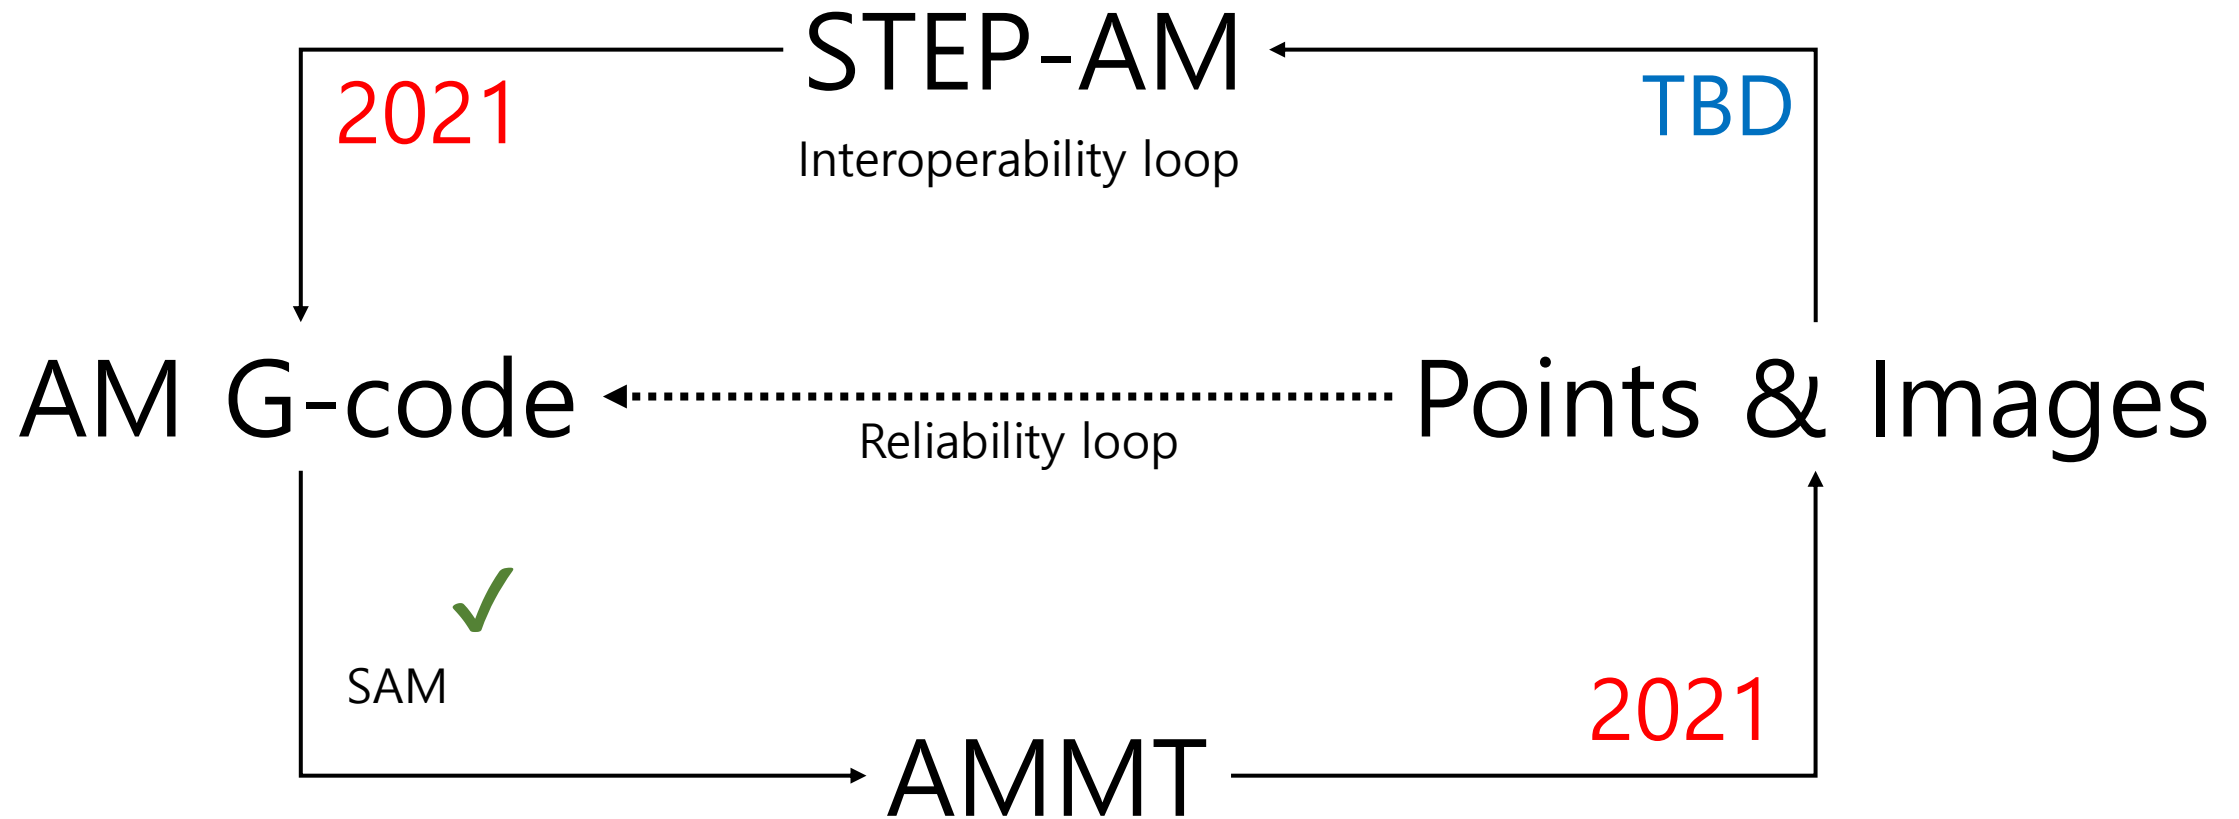 STEP-AM
2021
TBD
Interoperability loop
AM G-code
Points & Images
Reliability loop
SAM
2021
AMMT